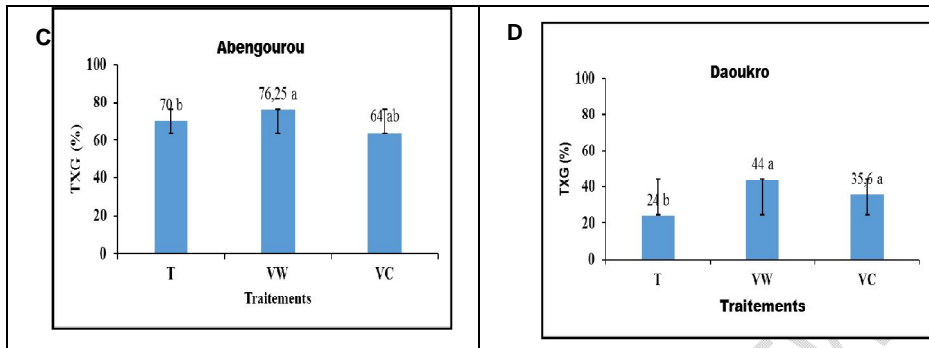 C
Abengourou
TXG (%)
100
80
60
40
20
0
70 b
76,25 a
64 ab
T
VW
VC
Traitements
D
Daoukro
TXG (%)
100
80
60
40
20
0
24 b
44 a
35,6 a
T
VW
VC
Traitements